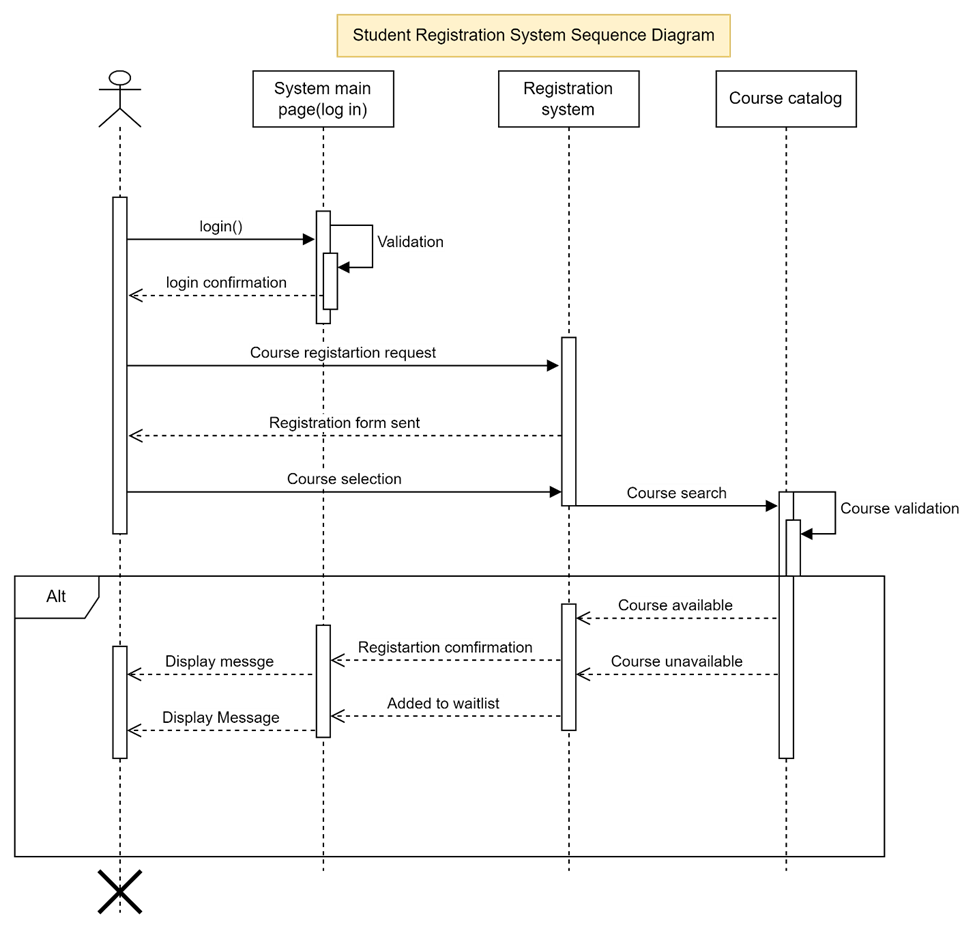 Student Registration System Sequence Diagram
System main
page(log in)
Registration
system
Course catalog
login()
Validation
login confirmation
Course registartion request
Registration form sent
Course selection
Course search
Course validation
Alt
Course available
Registartion comfirmation
Display messge
Course unavailable
Added to waitlist
Display Message